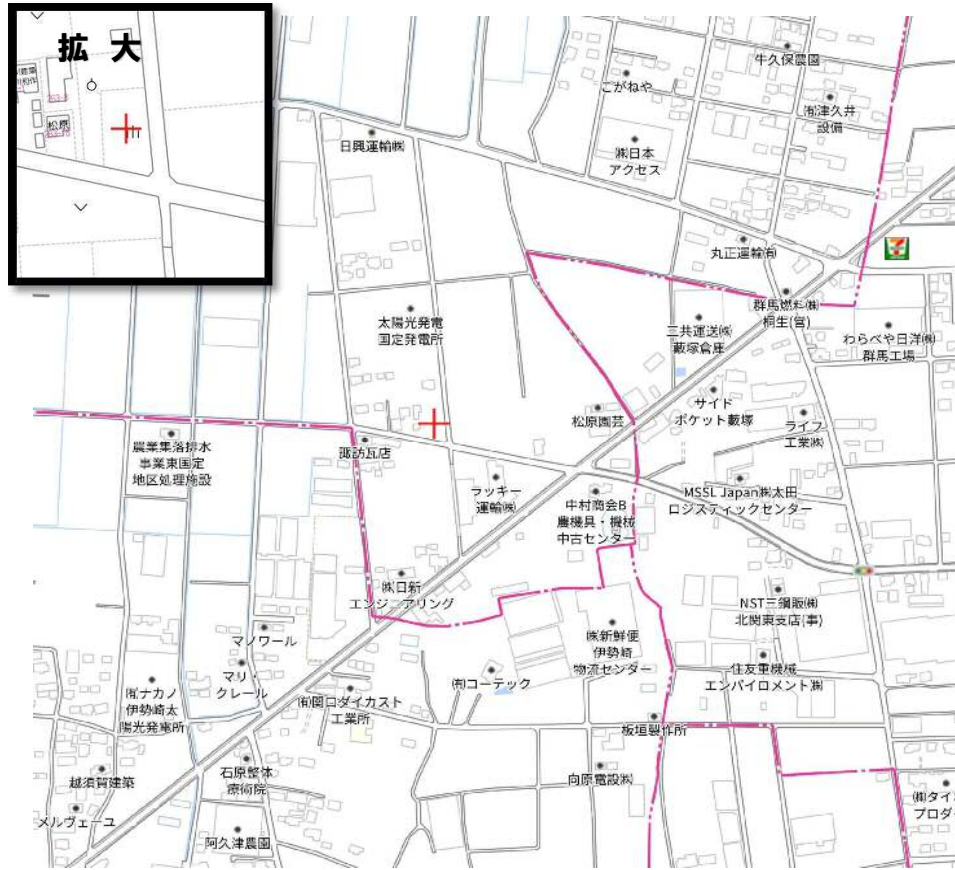 拡 大
松原
牛久保農園
こがねや
㈲津久井
設備
日興運輸㈱
㈱日本
アクセス
丸正運輸㈲
群馬燃料㈱
桐生(営)
太陽光発電
国定発電所
三共運送㈱
藪塚倉庫
わらべや日洋㈱
群馬工場
松原園芸
サイド
ポケット藪塚
ライフ
工業㈱
農業集落排水
事業東国定
地区処理施設
諏訪瓦店
ラッキー
運輸㈱
中村商会B
農機具・機械
中古センター
MSSL Japan㈱太田
ロジスティックセンター
㈱日新
エンジニアリング
NST三鋼販㈱
北関東支店(事)
マノワール
㈱新鮮便
伊勢崎
物流センター
マリ・
クレール
㈲コーテック
住友重機械
エンバイロメント㈱
㈲ナカノ
伊勢崎太
陽光発電所
㈲関口ダイカスト
工業所
板垣製作所
越須賀建築
石原整体
療術院
向原電設㈱
メルヴェーユ
阿久津農園
㈱タイ
プロダ